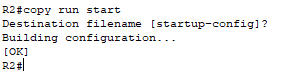 R2#copy run start
Destination filename [startup-config]?
Building configuration...
[OK]
R2#